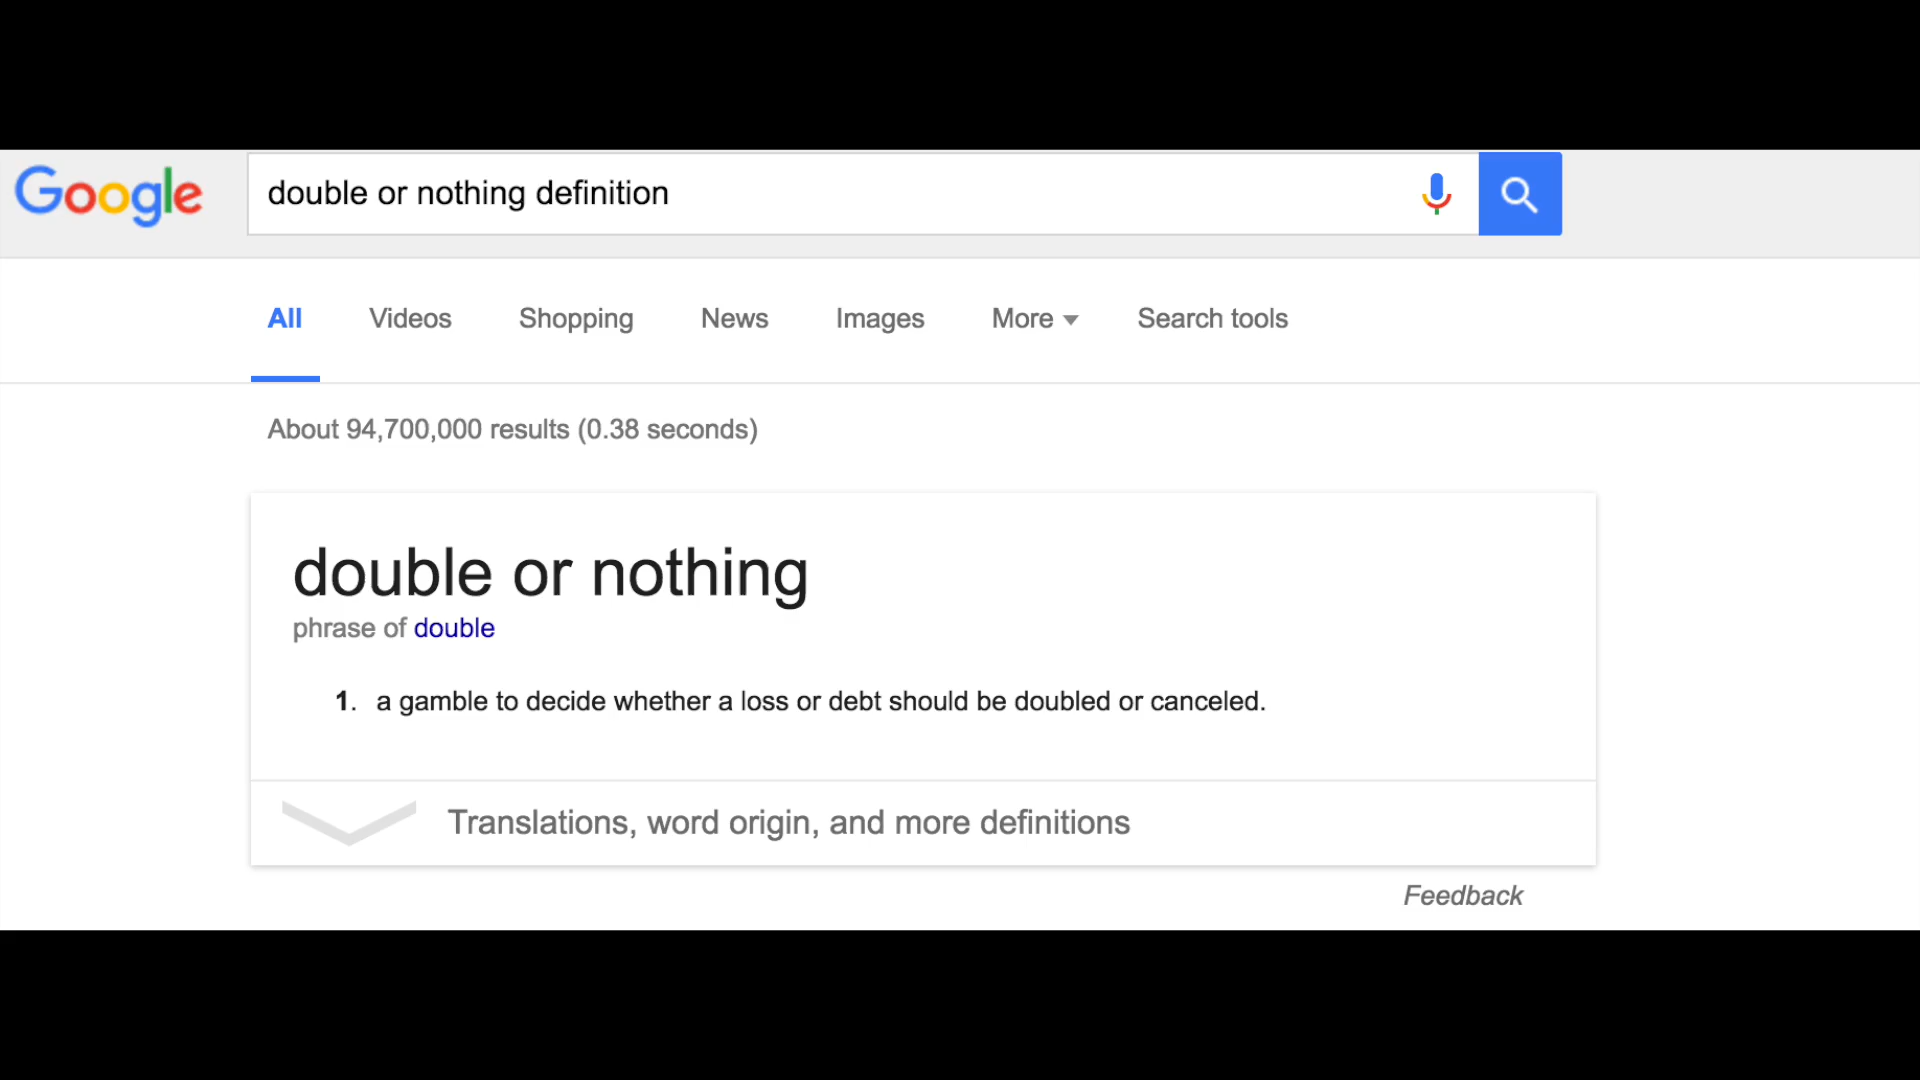 Google double or nothing definition
All Videos Shopping News Images More Search tools
About 94,700,000 results (0.38 seconds)
double or nothing
phrase of double
1. a gamble to decide whether a loss or debt should be doubled or canceled.
Translations, word origin, and more definitions
Feedback